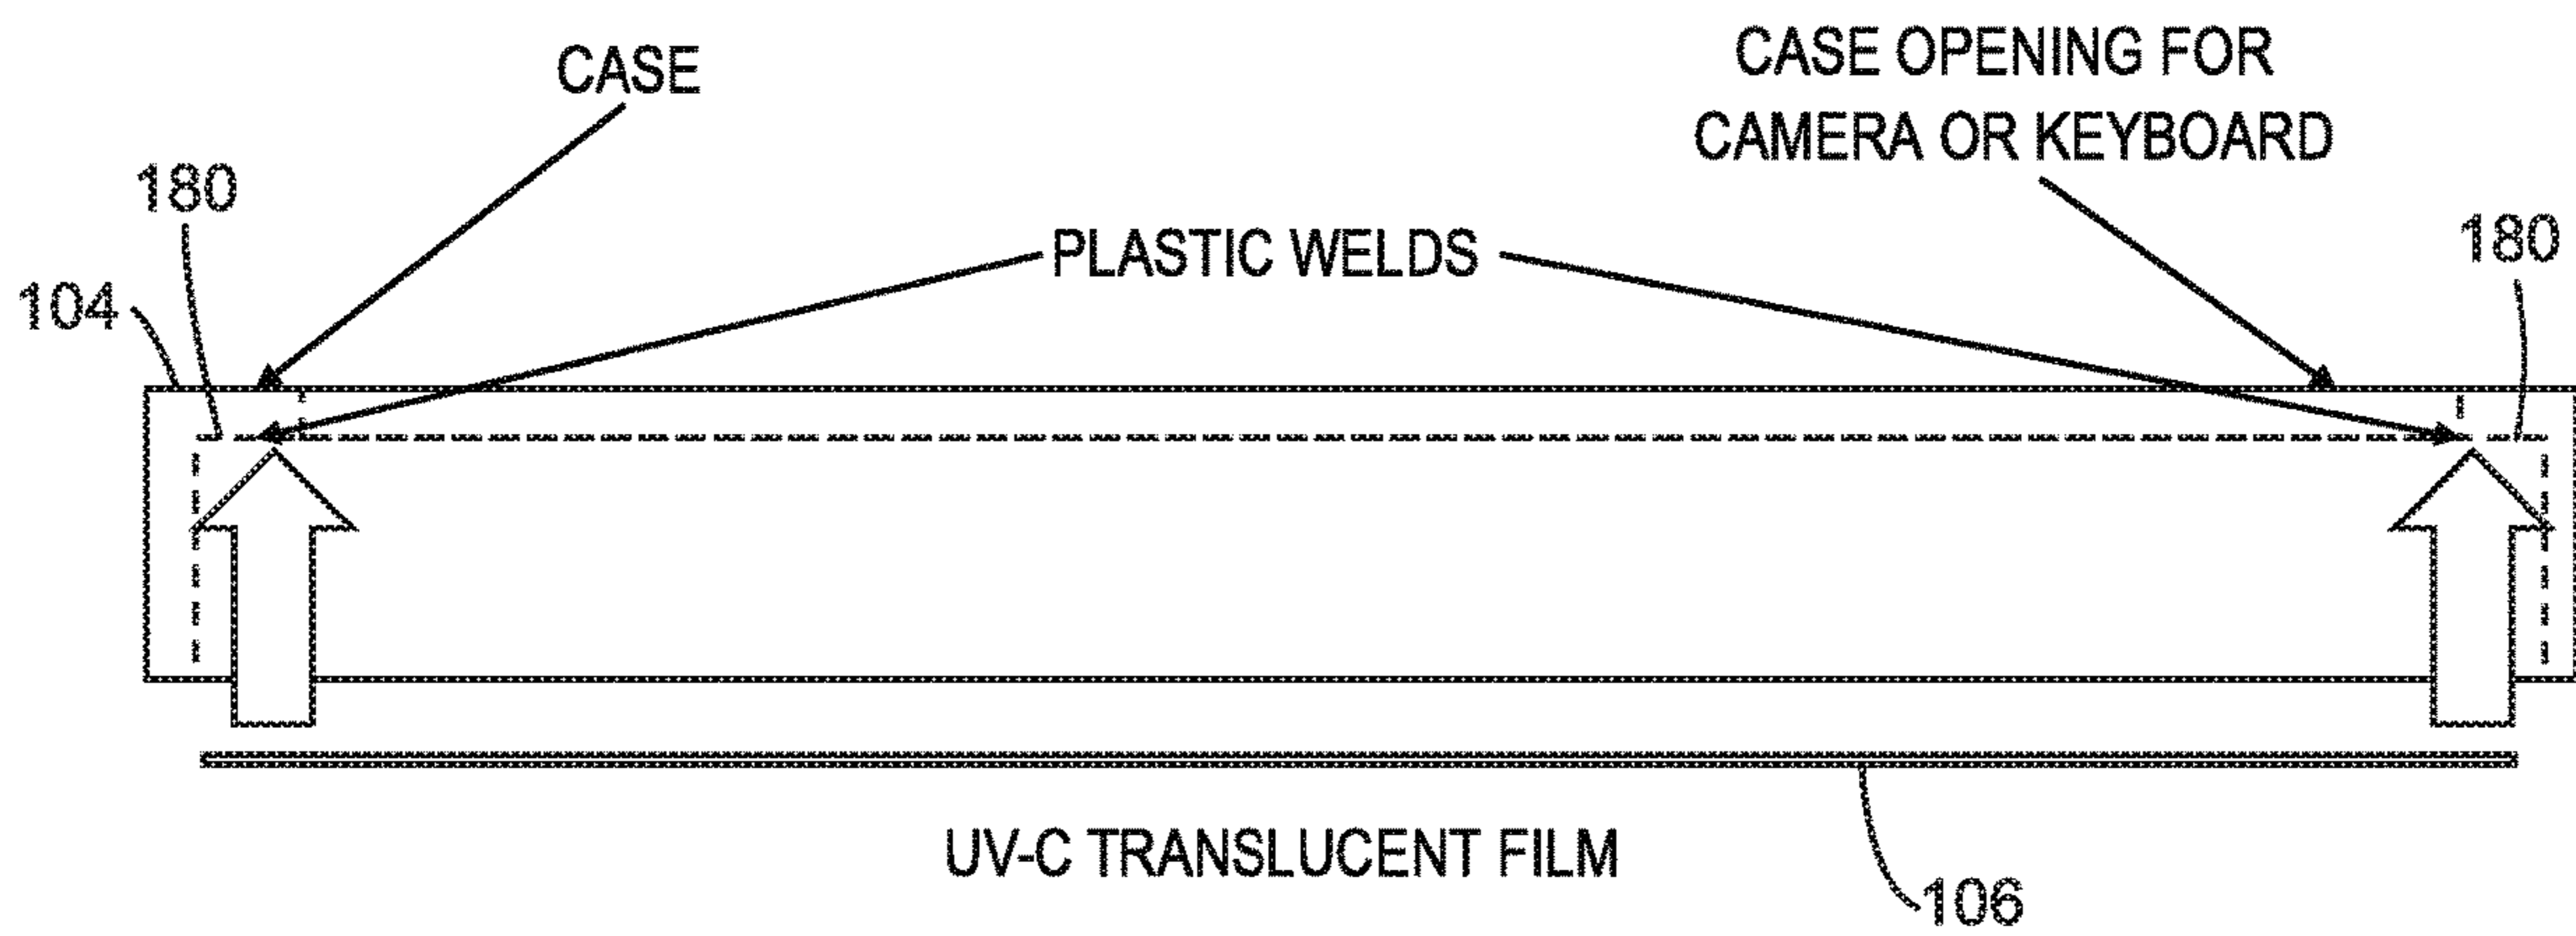 CASE
CASE OPENING FOR
CAMERA OR KEYBOARD
180
PLASTIC WELDS
180
104
UV-C TRANSLUCENT FILM
106